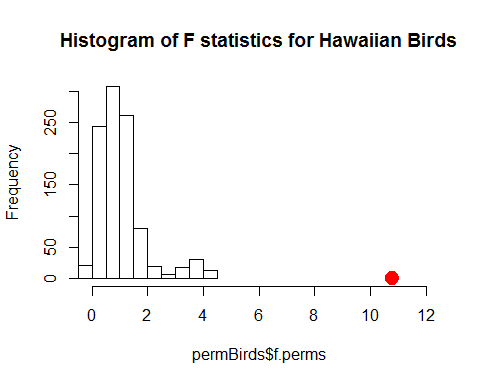 Histogram of F statistics for Hawaiian Birds
Frequency
250
150
50
0
0 2 4 6 8 10 12
permBirds$f.perms